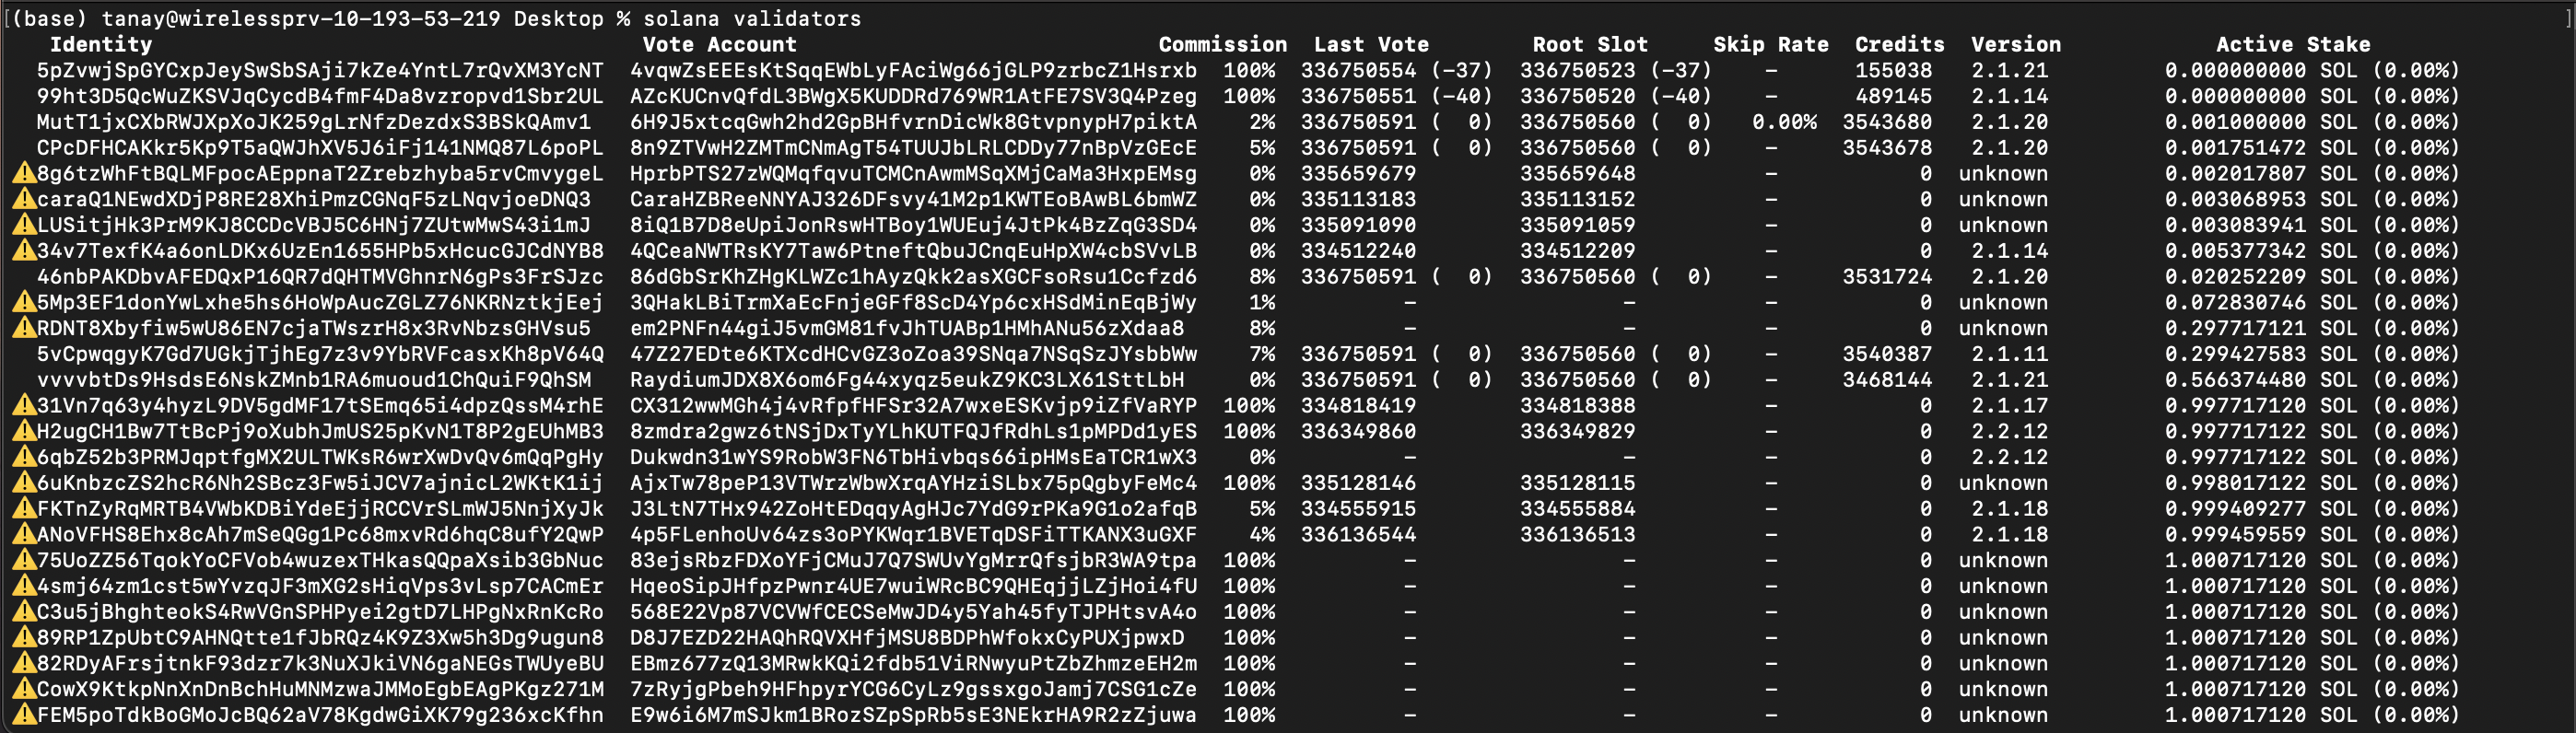 (base) tanay@wirelessprv-10-193-53-219 Desktop % solana validators
Identity Vote Account Commission Last Vote Root Slot Skip Rate Credits Version Active Stake
5pZvwjSpGYCxpJeySwSbSAji7kZe4YntL7rQvXM3YcNT 4vqwZsEEEsKtSqqEWbLyFAciWg66jGLP9zrbcZ1Hsrxb 100% 336750554 (-37) 336750523 (-37) – 155038 2.1.21 0.000000000 SOL (0.00%)
99ht3D5QcWuZKSVJqCycdB4fmF4Da8vzropvd1Sbr2UL AZcKUCnvQfdL3BWgX5KUDDRd769WR1AtFE7SV3Q4Pzeg 100% 336750551 (-40) 336750520 (-40) – 489145 2.1.14 0.000000000 SOL (0.00%)
MutT1jxCXbRWJXpXoJK259gLrNfzDezdxS3BSkQAmv1 6H9J5xtcqGwh2hd2GpBHfvrnDicWk8GtvpnypH7piktA 2% 336750591 ( 0) 336750560 ( 0) 0.00% 3543680 2.1.20 0.001000000 SOL (0.00%)
CPcDFHCAKkr5Kp9T5aQWJhXV5J6iFj141NMQ87L6poPL 8n9ZTVwH2ZMTmCNmAgT54TUUJbLRLCDDy77nBpVzGEcE 5% 336750591 ( 0) 336750560 ( 0) – 3543678 2.1.20 0.001751472 SOL (0.00%)
⚠️8g6tzWhFtBQLMFpocAEppnaT2Zrebzhyba5rvCmvygeL HprbPTS27zWQMqfqvuTCMCnAwmMSqXMjCaMa3HxpEMsg 0% 335659679 335659648 – 0 unknown 0.002017807 SOL (0.00%)
⚠️caraQ1NEwdXDjP8RE28XhiPmzCGNqF5zLNqvjoeDNQ3 CaraHZBReeNNYAJ326DFsvy41M2p1KWTEoBAwBL6bmWZ 0% 335113183 335113152 – 0 unknown 0.003068953 SOL (0.00%)
⚠️LUSitjHk3PrM9KJ8CCDcVBJ5C6HNj7ZUtwMwS43i1mJ 8iQ1B7D8eUpiJonRswHTBoy1WUEuj4JtPk4BzZqG3SD4 0% 335091090 335091059 – 0 unknown 0.003083941 SOL (0.00%)
⚠️34v7TexfK4a6onLDKx6UzEn1655HPb5xHcucGJCdNYB8 4QCeaNWTRsKY7Taw6PtneftQbuJCnqEuHpXW4cbSVvLB 0% 334512240 334512209 – 0 2.1.14 0.005377342 SOL (0.00%)
46nbPAKDbvAFEDQxP16QR7dQHTMVGhnrN6gPs3FrSJzc 86dGbSrKhZHgKLWZc1hAyzQkk2asXGCFsoRsu1Ccfzd6 8% 336750591 ( 0) 336750560 ( 0) – 3531724 2.1.20 0.020252209 SOL (0.00%)
⚠️5Mp3EF1donYwLxhe5hs6HoWpAucZGLZ76NKRNztkjEej 3QHakLBiTrmXaEcFnjeGFf8ScD4Yp6cxHSdMinEqBjWy 1% – – – 0 unknown 0.072830746 SOL (0.00%)
⚠️RDNT8Xbyfiw5wU86EN7cjaTWszrH8x3RvNbzsGHVsu5 em2PNFn44giJ5vmGM81fvJhTUABp1HMhANu56zXdaa8 8% – – – 0 unknown 0.297717121 SOL (0.00%)
5vCpwqgyK7Gd7UGkjTjhEg7z3v9YbRVFcasxKh8pV64Q 47Z27EDte6KTXcdHCvGZ3oZoa39SNqa7NSqSzJYsbbWw 7% 336750591 ( 0) 336750560 ( 0) – 3540387 2.1.11 0.299427583 SOL (0.00%)
vvvvbtDs9HsdsE6NskZMnb1RA6muoud1ChQuiF9QhSM RaydiumJDX8X6om6Fg44xyqz5eukZ9KC3LX61SttLbH 0% 336750591 ( 0) 336750560 ( 0) – 3468144 2.1.21 0.566374480 SOL (0.00%)
⚠️31Vn7q63y4hyzL9DV5gdMF17tSEmq65i4dpzQssM4rhE CX312wwMGh4j4vRfpfHFSr32A7wxeESKvjp9iZfVaRYP 100% 334818419 334818388 – 0 2.1.17 0.997717120 SOL (0.00%)
⚠️H2ugCH1Bw7TtBcPj9oXubhJmUS25pKvN1T8P2gEUhMB3 8zmdra2gwz6tNSjDxTyYLhKUTFQJfRdhLs1pMPDd1yES 100% 336349860 336349829 – 0 2.2.12 0.997717122 SOL (0.00%)
⚠️6qbZ52b3PRMJqptfgMX2ULTWKsR6wrXwDvQv6mQqPgHy Dukwdn31wYS9RobW3FN6TbHivbqs66ipHMsEaTCR1wX3 0% – – – 0 2.2.12 0.997717122 SOL (0.00%)
⚠️6uKnbzcZS2hcR6Nh2SBcz3Fw5iJCV7ajnicL2WKtK1ij AjxTw78peP13VTWrzWbwXrqAYHziSLbx75pQgbyFeMc4 100% 335128146 335128115 – 0 unknown 0.998017122 SOL (0.00%)
⚠️FKTnZyRqMRTB4VWbKDBiYdeEjjRCCVrSLmWJ5NnjXyJk J3LtN7THx942ZoHtEDqqyAgHJc7YdG9rPKa9G1o2afqB 5% 334555915 334555884 – 0 2.1.18 0.999409277 SOL (0.00%)
⚠️ANoVFHS8Ehx8cAh7mSeQGg1Pc68mxvRd6hqC8ufY2QwP 4p5FLenhoUv64zs3oPYKWqr1BVETqDSFiTTKANX3uGXF 4% 336136544 336136513 – 0 2.1.18 0.999459559 SOL (0.00%)
⚠️75UoZZ56TqokYoCFVob4wuzexTHkasQQpaXsib3GbNuc 83ejsRbzFDXoYFjCMuJ7Q7SWUvYgMrrQfsjbR3WA9tpa 100% – – – 0 unknown 1.000717120 SOL (0.00%)
⚠️4smj64zm1cst5wYvzqJF3mXG2sHiqVps3vLsp7CACmEr HqeoSipJHfpzPwnr4UE7wuiWRcBC9QHEqjjLZjHoi4fU 100% – – – 0 unknown 1.000717120 SOL (0.00%)
⚠️C3u5jBhghteokS4RwVGnSPHPyei2gtD7LHPgNxRnKcRo 568E22Vp87VCVWfCECSeMwJD4y5Yah45fyTJPHtsvA4o 100% – – – 0 unknown 1.000717120 SOL (0.00%)
⚠️89RP1ZpUbtC9AHNQtte1fJbRQz4K9Z3Xw5h3Dg9ugun8 D8J7EZD22HAQhRQVXHfjMSU8BDPhWfokxCyPUXjpwxD 100% – – – 0 unknown 1.000717120 SOL (0.00%)
⚠️82RDyAFrsjtnkF93dzr7k3NuXJkiVN6gaNEGsTWUyeBU EBmz677zQ13MRwkKQi2fdb51ViRNwyuPtZbZhmzeEH2m 100% – – – 0 unknown 1.000717120 SOL (0.00%)
⚠️CowX9KtkpNnXnDnBchHuMNMzwaJMMoEgbEAgPKgz271M 7zRyjgPbeh9HFhpyrYCG6CyLz9gssxgoJamj7CSG1cZe 100% – – – 0 unknown 1.000717120 SOL (0.00%)
⚠️FEM5poTdkBoGMoJcBQ62aV78KgdwGiXK79g236xcKfhn E9w6i6M7mSJkm1BRozSZpSpRb5sE3NEkrHA9R2zZjuwa 100% – – – 0 unknown 1.000717120 SOL (0.00%)